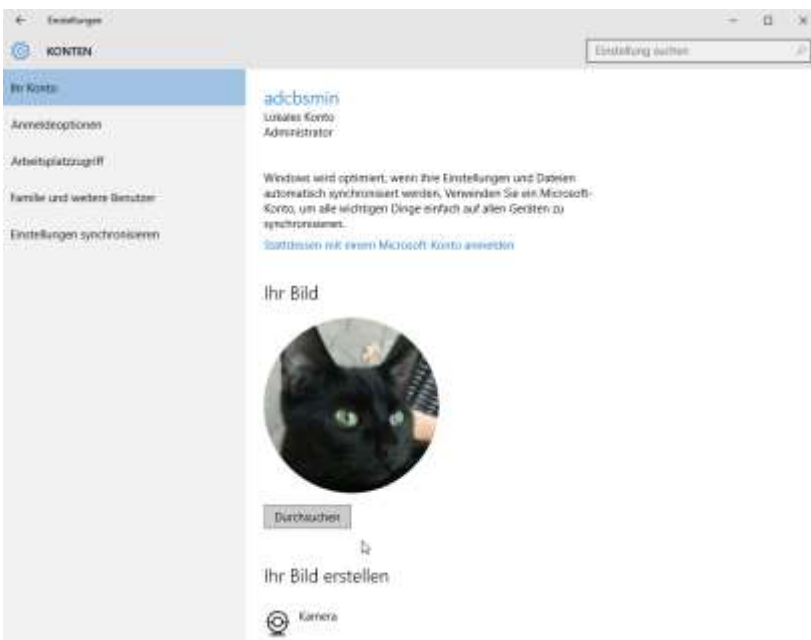 Einstellungen
KONTEN
Einstellung suchen
Ihr Konto
Anmeldeoptionen
Arbeitsplatzzugriff
Familie und weitere Benutzer
Einstellungen synchronisieren
adcbsmin
Lokales Konto
Administrator
Windows wird optimiert, wenn Ihre Einstellungen und Dateien
automatisch synchronisiert werden. Verwenden Sie ein Microsoft-
Konto, um alle wichtigen Dinge einfach auf allen Geräten zu
synchronisieren.
Stattdessen mit einem Microsoft-Konto anmelden
Ihr Bild
Durchsuchen
Ihr Bild erstellen
Kamera